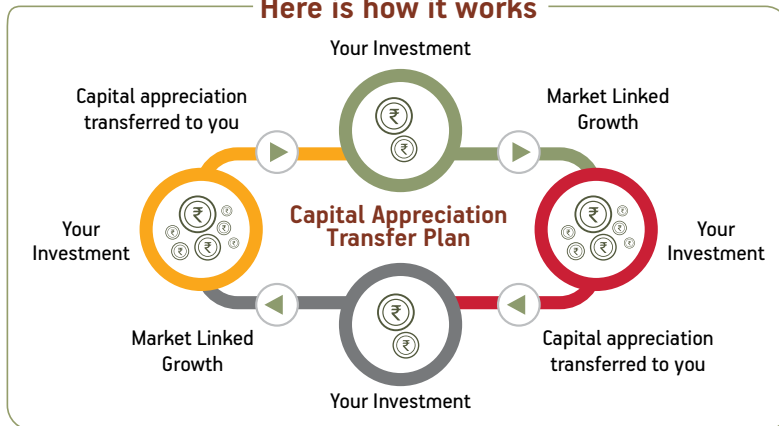 Here is how it works
Your Investment
Capital appreciation
transferred to you
Market Linked
Growth
₹
₹
₹
₹
₹
₹
₹
₹
₹
Capital Appreciation
Transfer Plan
₹
₹
₹
₹
₹
₹
₹
Your
Investment
Your
Investment
₹
₹
Market Linked
Growth
Capital appreciation
transferred to you
Your Investment